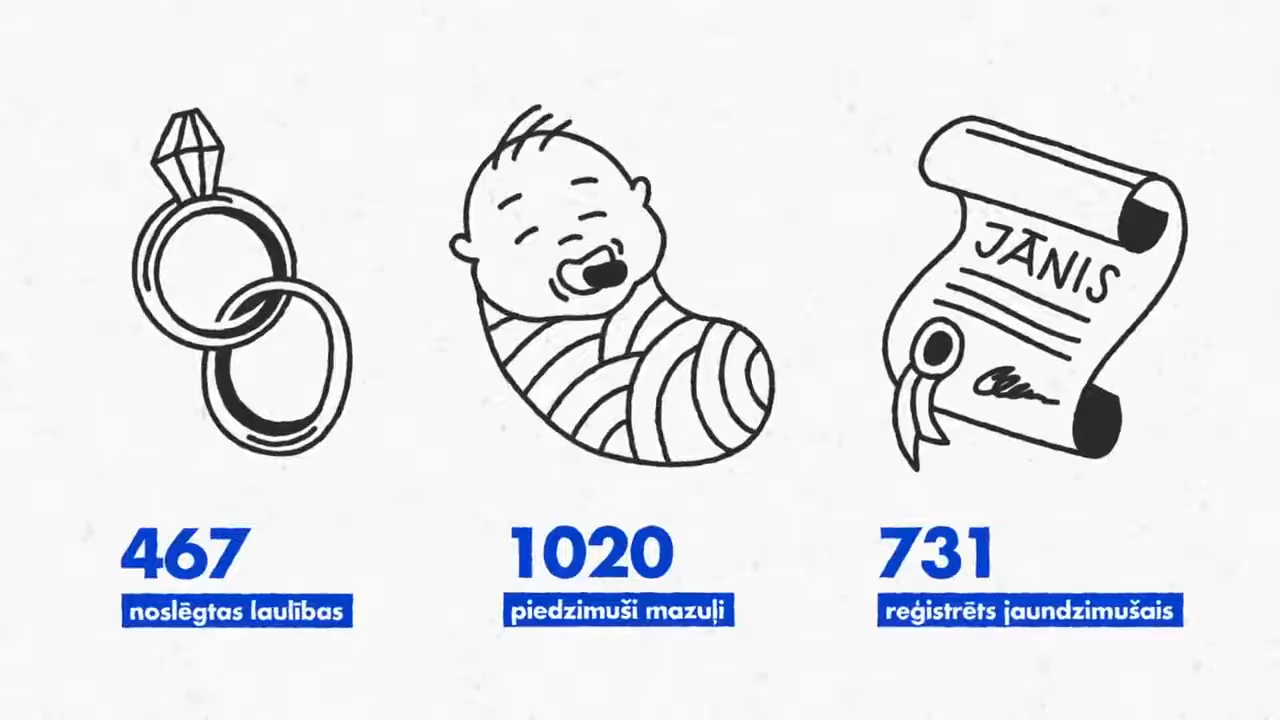 JĀNIS
467
noslēgtas laulības
1020
piedzimuši mazuļi
731
reģistrēts jaundzimušais